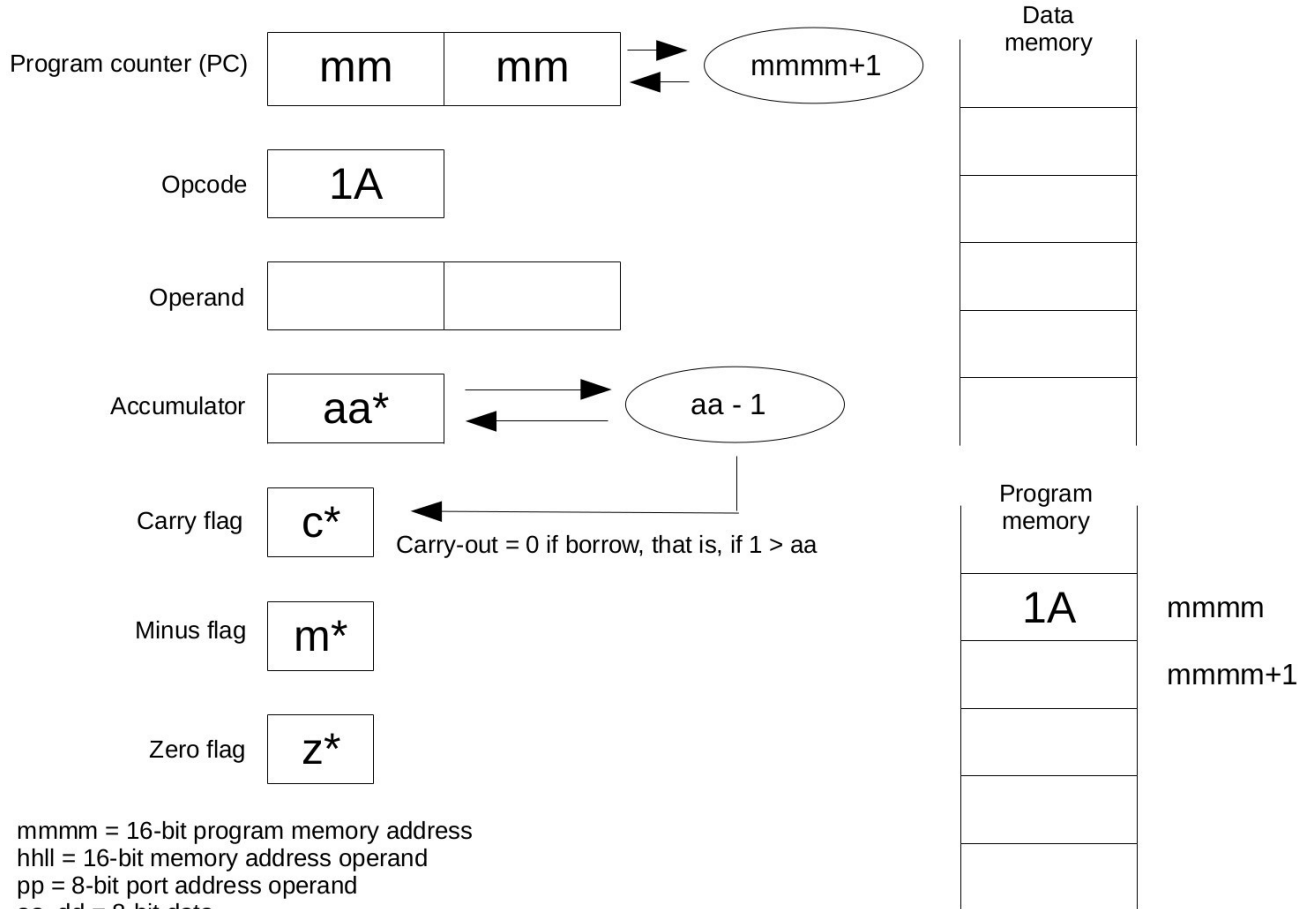 Program counter (PC)
mm
mm
mmmm+1
Data
memory
Opcode
1A
Operand
Accumulator
aa*
aa - 1
Carry flag
c*
Carry-out = 0 if borrow, that is, if 1 > aa
Minus flag
m*
Zero flag
z*
Program
memory
1A
mmmm
mmmm+1
mmmm = 16-bit program memory address
hhll = 16-bit memory address operand
pp = 8-bit port address operand